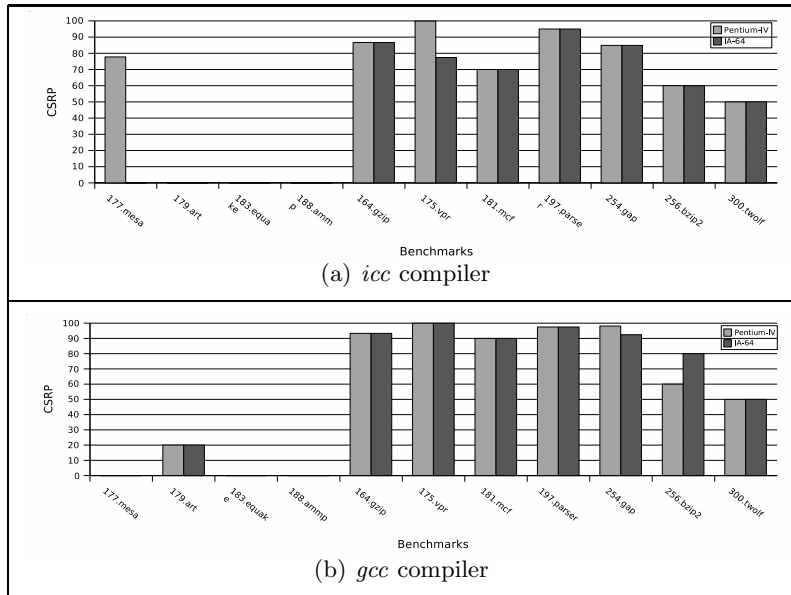 100
90
80
70
60
50
40
30
20
10
0
CSRP
Pentium-IV
IA-64
177.mesa
179.art
183.equa
ke
188.amm
p
164.gzip
175.vpr
181.mcf
197.parse
r
254.gap
256.bzip2
300.twolf
Benchmarks
(a) icc compiler
100
90
80
70
60
50
40
30
20
10
0
CSRP
Pentium-IV
IA-64
177.mesa
179.art
183.equak
e
188.ammp
164.gzip
175.vpr
181.mcf
197.parser
254.gap
256.bzip2
300.twolf
Benchmarks
(b) gcc compiler